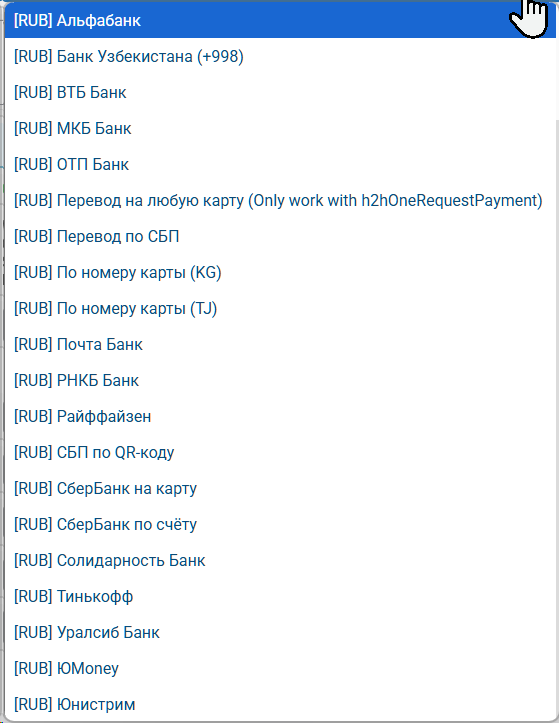 [RUB] Альфабанк
[RUB] Банк Узбекистана (+998)
[RUB] ВТБ Банк
[RUB] МКБ Банк
[RUB] ОТП Банк
[RUB] Перевод на любую карту (Only work with h2hOneRequestPayment)
[RUB] Перевод по СБП
[RUB] По номеру карты (KG)
[RUB] По номеру карты (TJ)
[RUB] Почта Банк
[RUB] РНКБ Банк
[RUB] Райффайзен
[RUB] СБП по QR-коду
[RUB] СберБанк на карту
[RUB] СберБанк по счёту
[RUB] Солидарность Банк
[RUB] Тинькофф
[RUB] Уралсиб Банк
[RUB] ЮMoney
[RUB] Юнистрим